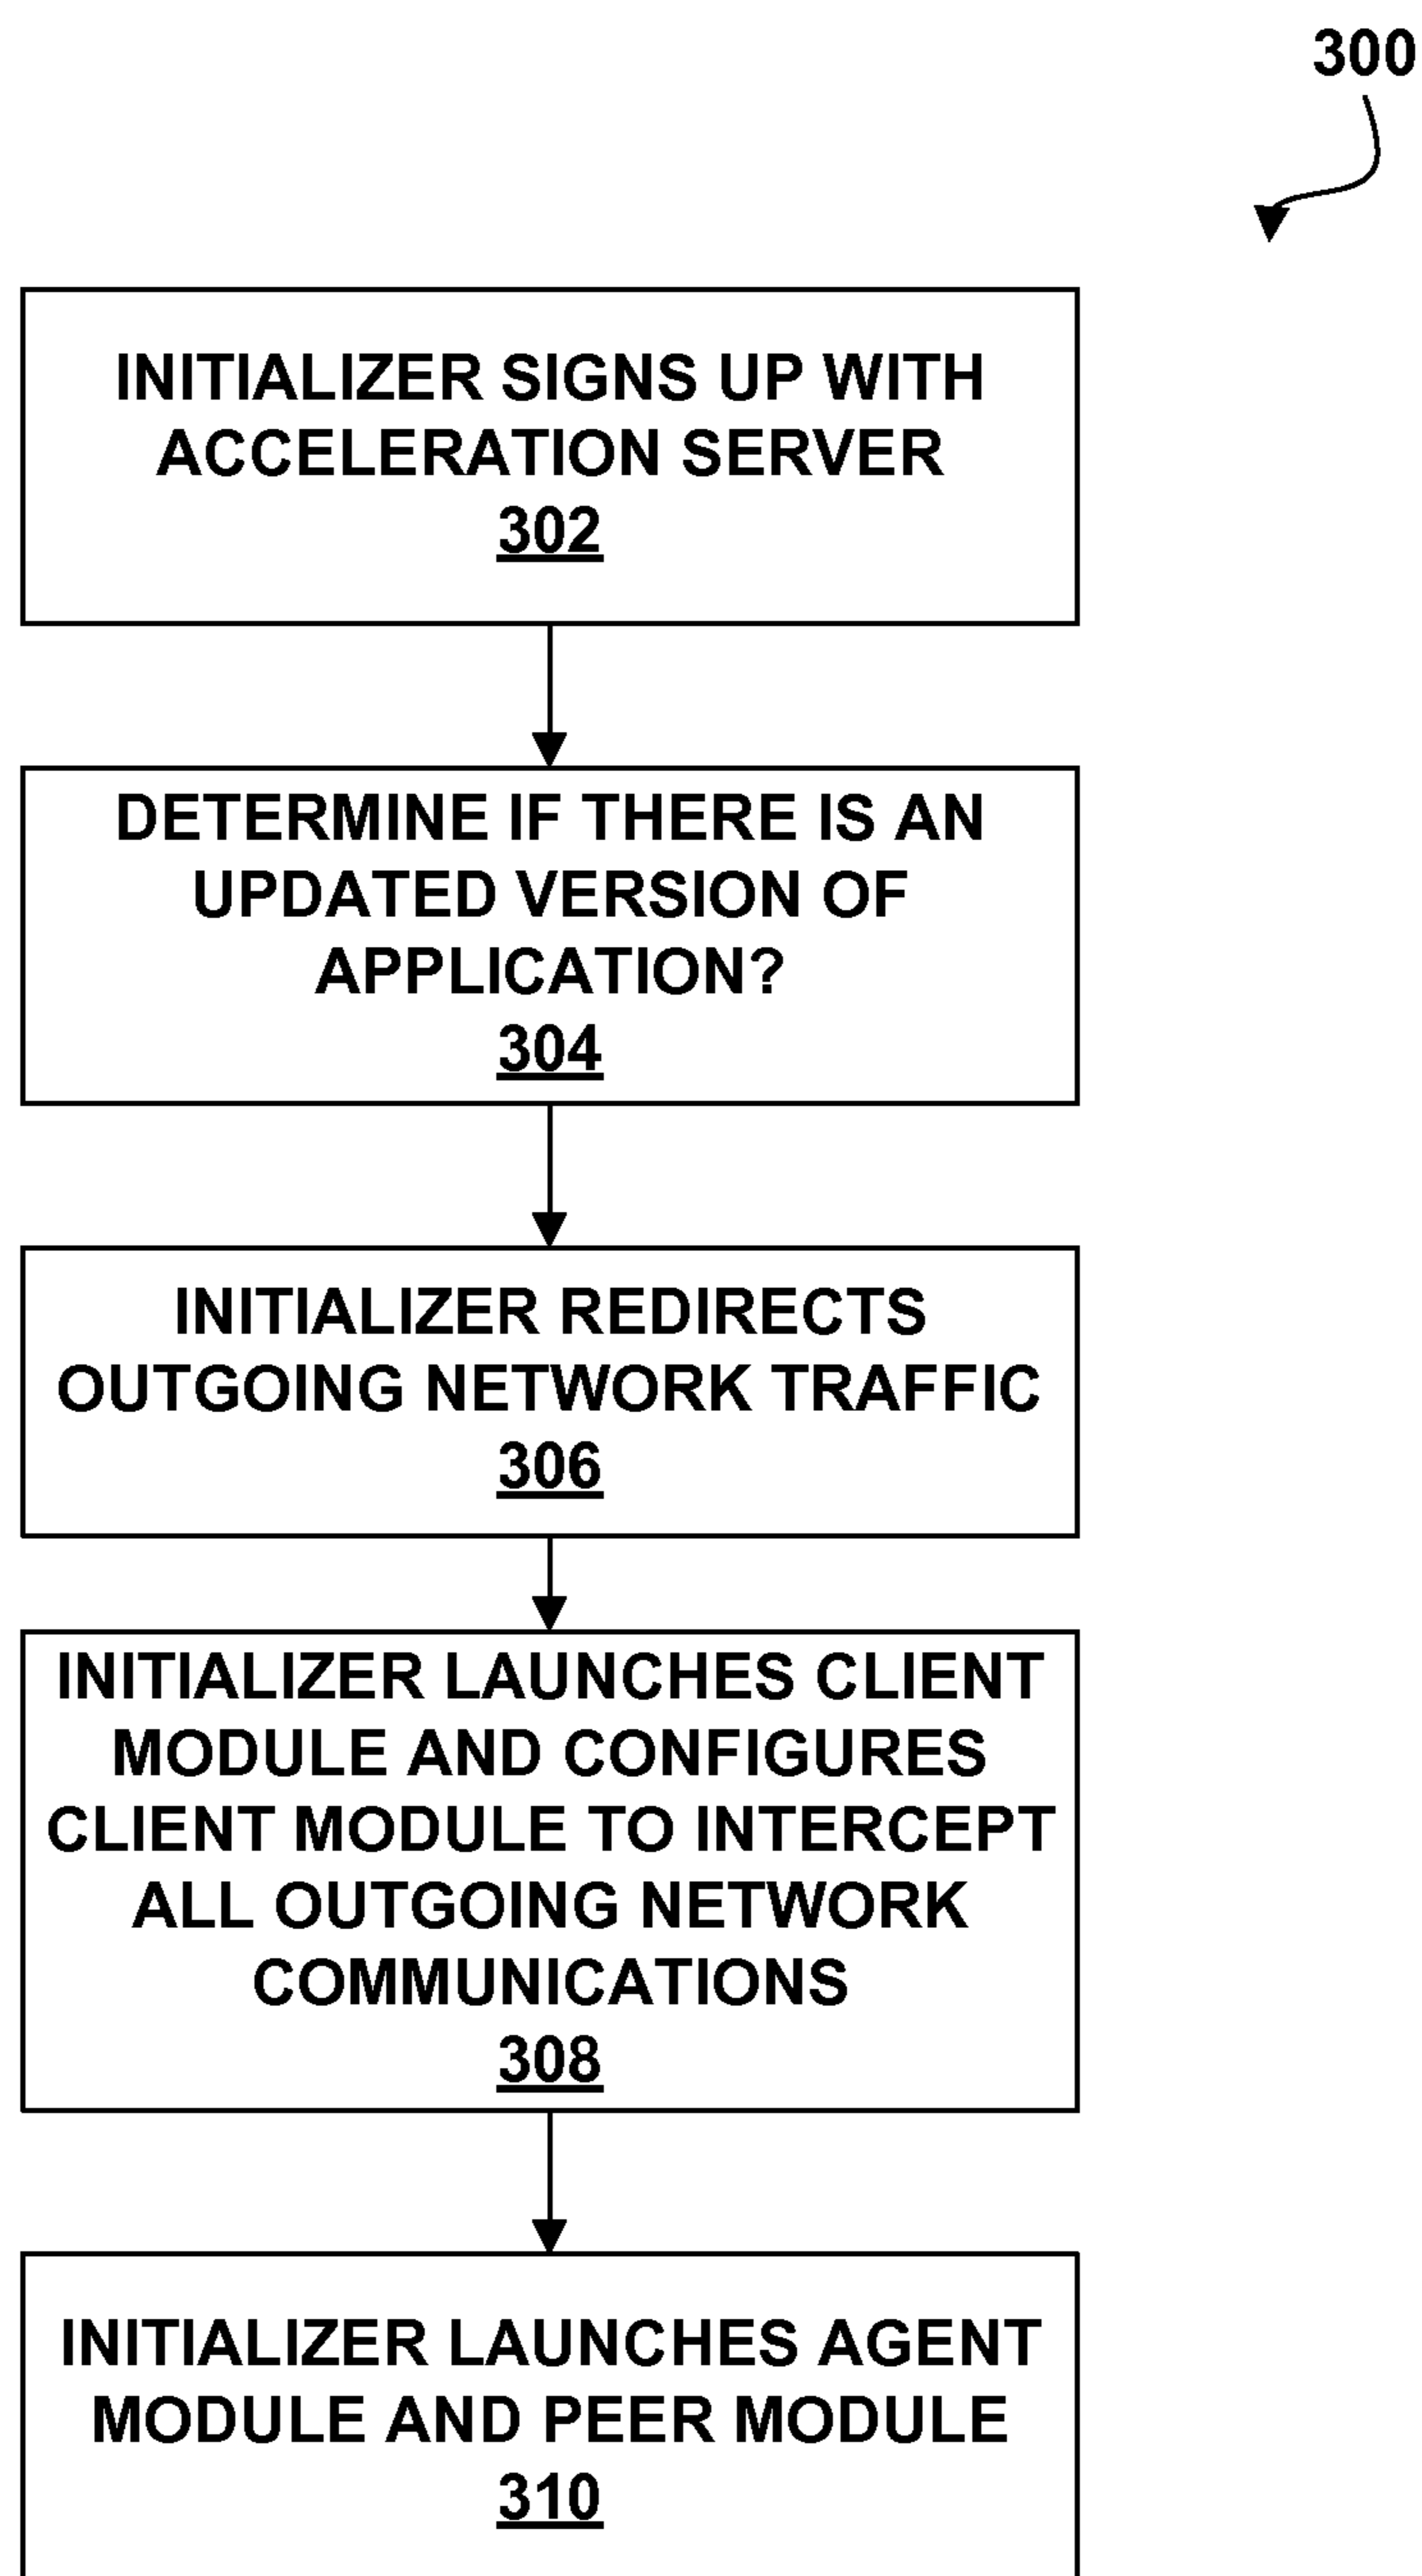 300
INITIALIZER SIGNS UP WITH
ACCELERATION SERVER
302
DETERMINE IF THERE IS AN
UPDATED VERSION OF
APPLICATION?
304
INITIALIZER REDIRECTS
OUTGOING NETWORK TRAFFIC
306
INITIALIZER LAUNCHES CLIENT
MODULE AND CONFIGURES
CLIENT MODULE TO INTERCEPT
ALL OUTGOING NETWORK
COMMUNICATIONS
308
INITIALIZER LAUNCHES AGENT
MODULE AND PEER MODULE
310